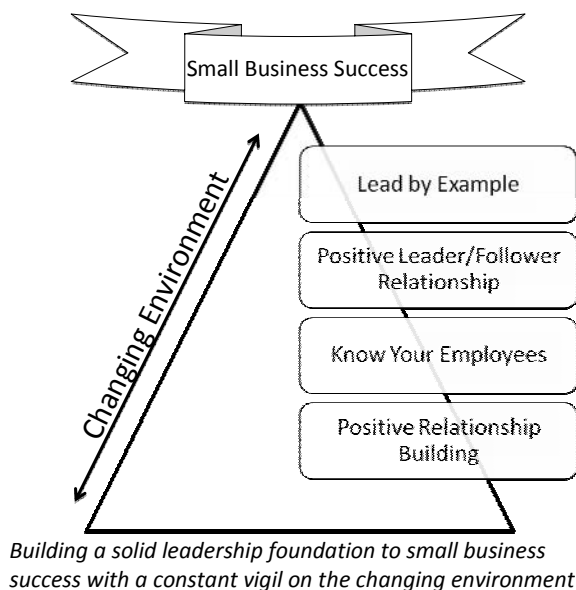 Small Business Success
Lead by Example
Positive Leader/Follower
Relationship
Know Your Employees
Positive Relationship
Building
Changing Environment
Building a solid leadership foundation to small business
success with a constant vigil on the changing environment